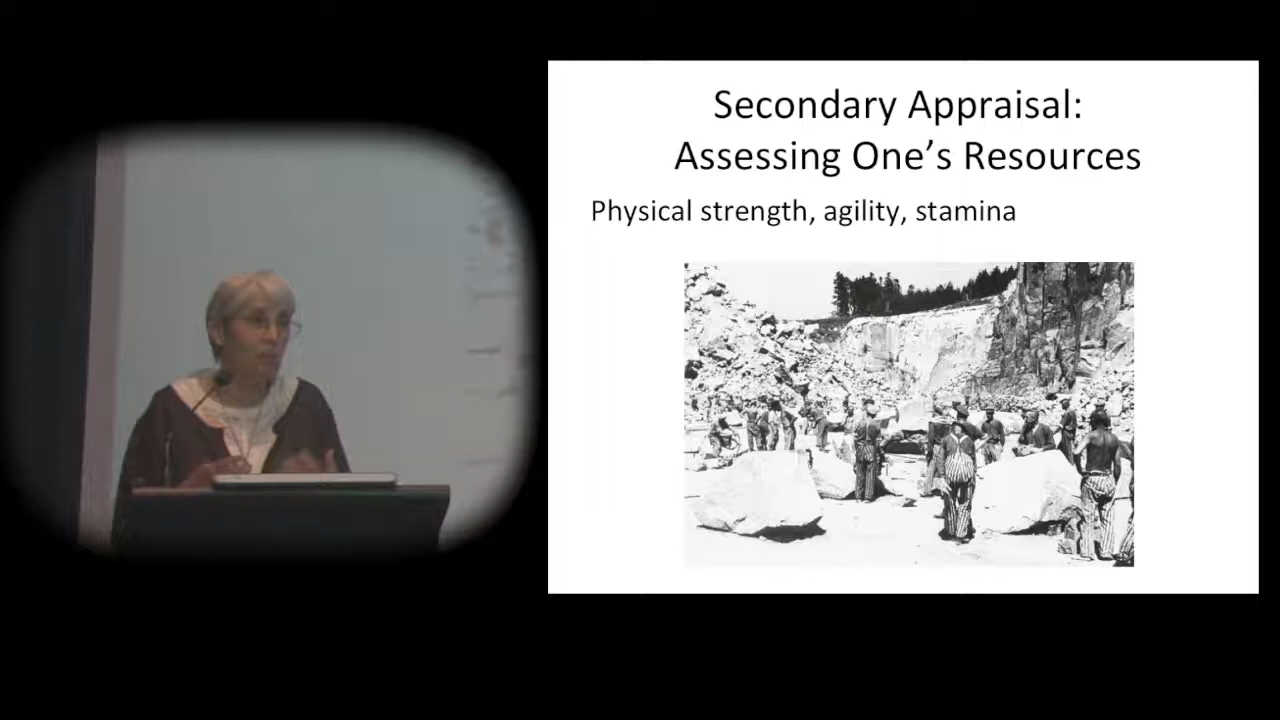 Secondary Appraisal:
Assessing One’s Resources
Physical strength, agility, stamina